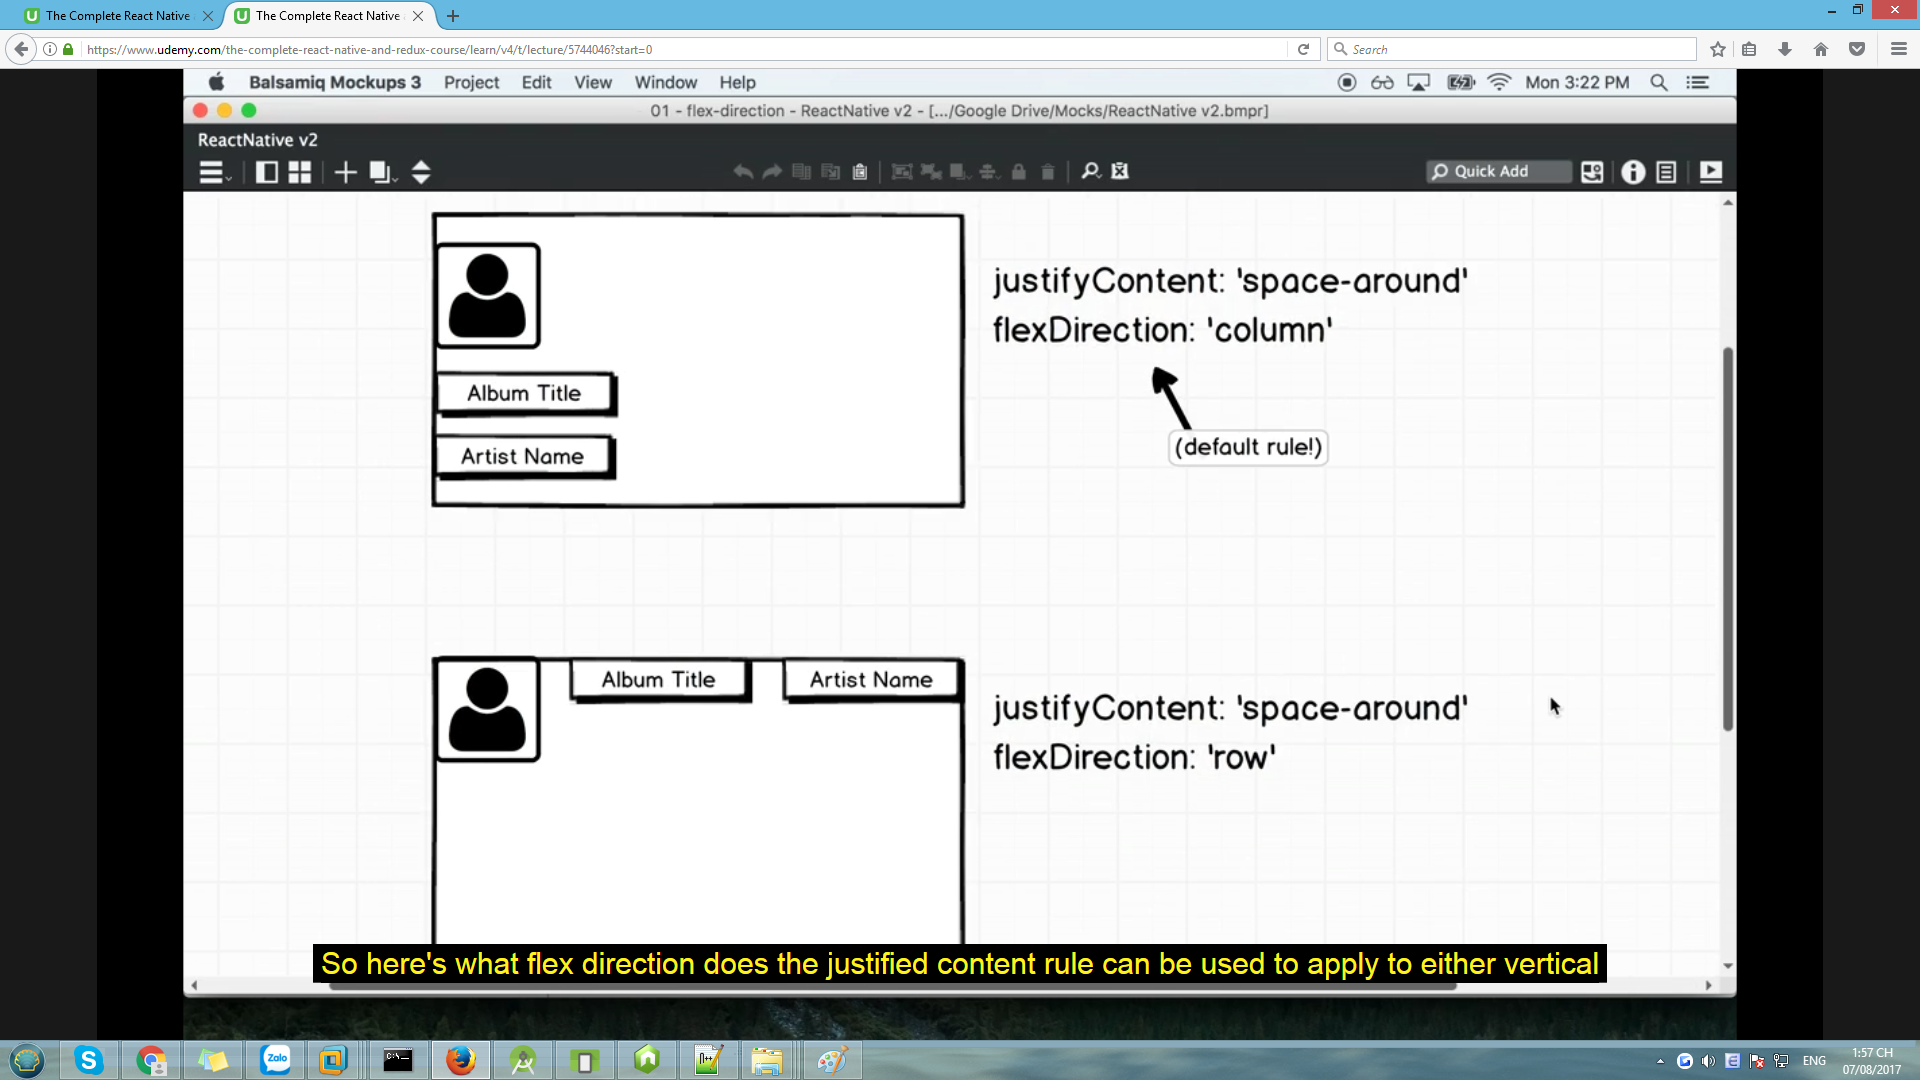 The Complete React Native
The Complete React Native
https://www.udemy.com/the-complete-react-native-and-redux-course/learn/v4/t/lecture/5744046?start=0
Search
Balsamiq Mockups 3 Project Edit View Window Help
Mon 3:22 PM
01 - flex-direction - ReactNative v2 - [.../Google Drive/Mocks/ReactNative v2.bmpr]
ReactNative v2
Quick Add
justifyContent: 'space-around'
flexDirection: 'column'
Album Title
(default rule!)
Artist Name
Album Title
Artist Name
justifyContent: 'space-around'
flexDirection: 'row'
So here's what flex direction does the justified content rule can be used to apply to either vertical
Zalo
C:\_
ENG
1:57 CH
07/08/2017